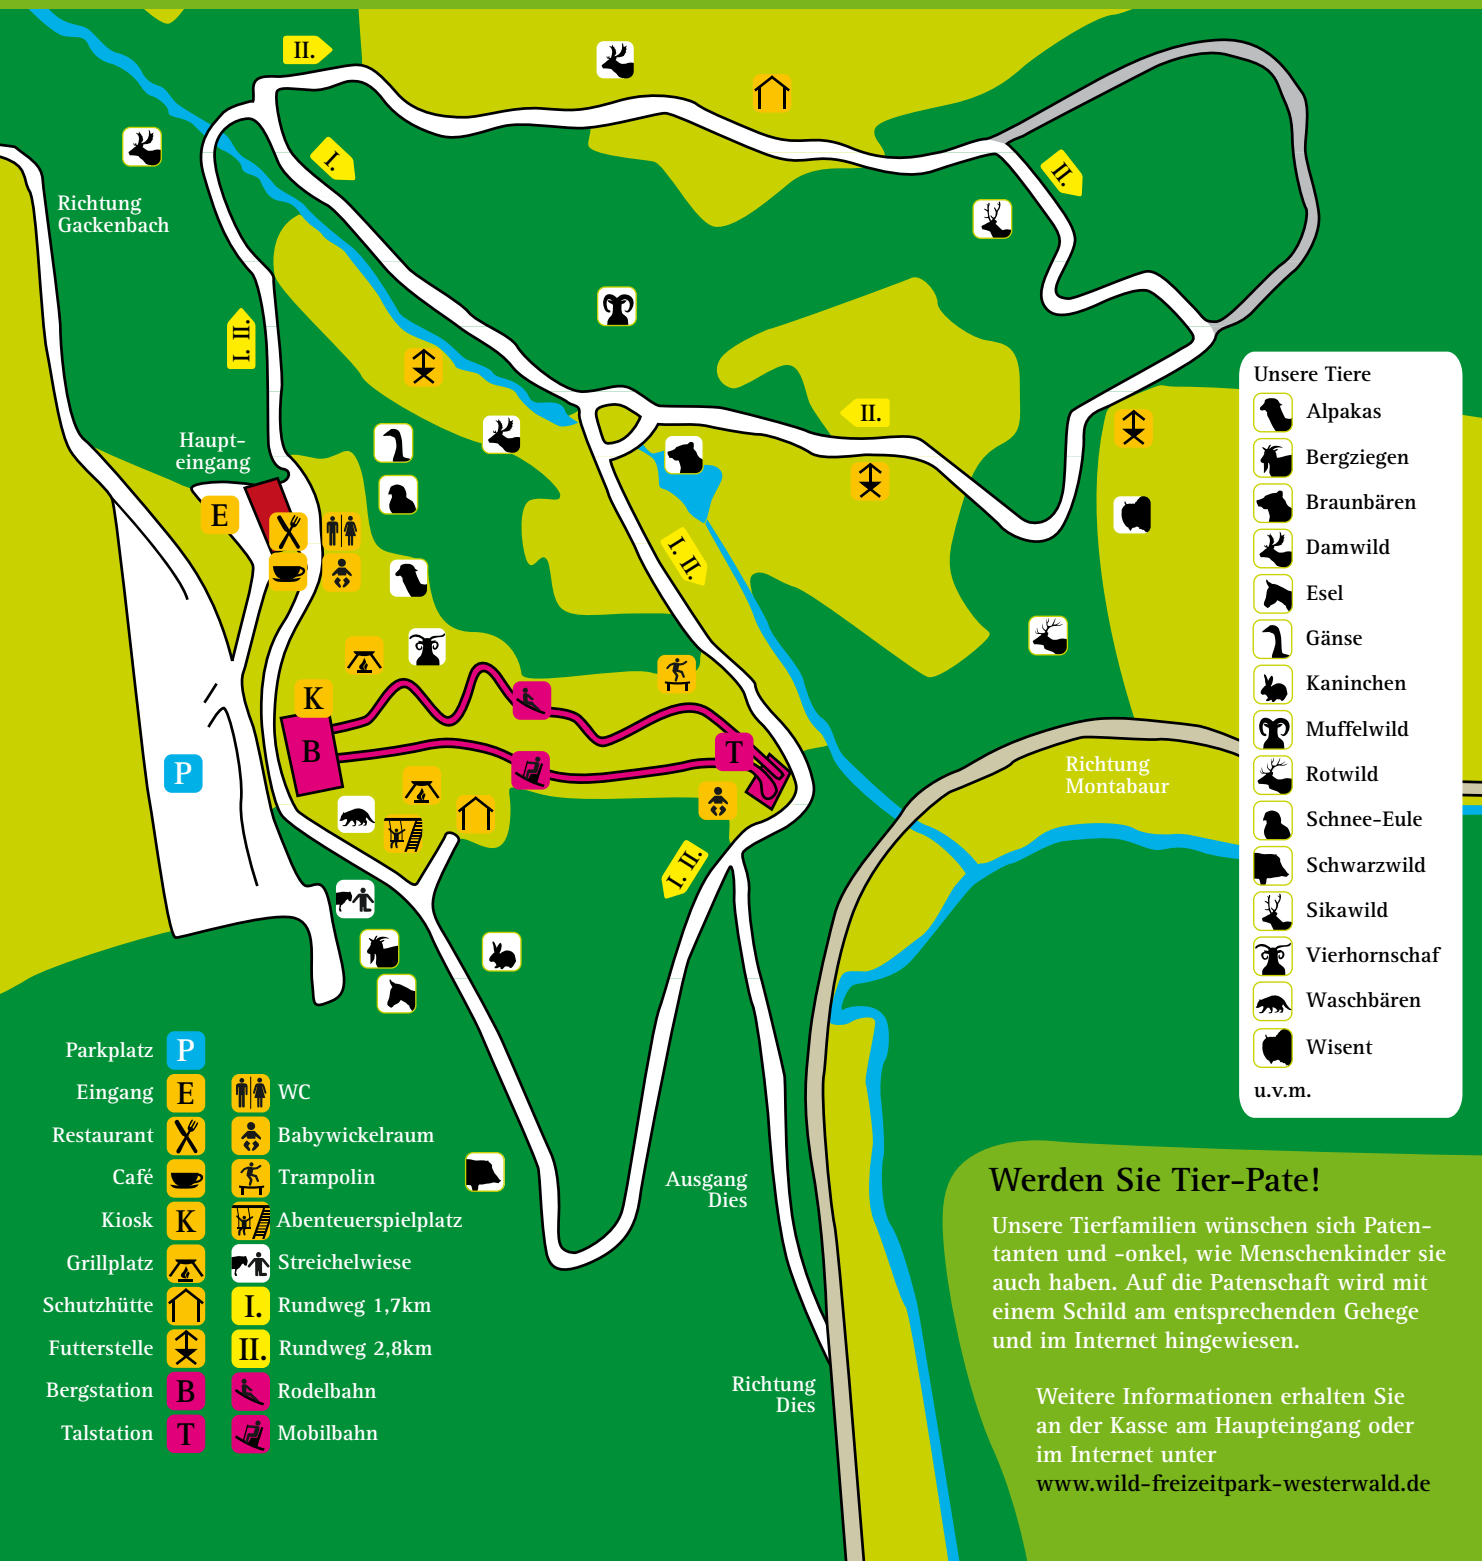 II.
I.
Richtung
Gackenbach
II.
I. II.
II.
Haupt-
eingang
E
I. II.
K
B
T
P
Richtung
Montabaur
I. II.
Unsere Tiere
Alpakas
Bergziegen
Braunbären
Damwild
Esel
Gänse
Kaninchen
Muffelwild
Rotwild
Schnee-Eule
Schwarzwild
Sikawild
Vierhornschaf
Waschbären
Wisent
u.v.m.
Parkplatz P
Eingang E WC
Restaurant Babywickelraum
Café Trampolin
Kiosk K Abenteuerspielplatz
Grillplatz Streichelwiese
Schutzhütte I. Rundweg 1,7km
Futterstelle II. Rundweg 2,8km
Bergstation B Rodelbahn
Talstation T Mobilbahn
Ausgang
Dies
Richtung
Dies
Werden Sie Tier-Pate!
Unsere Tierfamilien wünschen sich Paten-
tanten und -onkel, wie Menschenkinder sie
auch haben. Auf die Patenschaft wird mit
einem Schild am entsprechenden Gehege
und im Internet hingewiesen.
Weitere Informationen erhalten Sie
an der Kasse am Haupteingang oder
im Internet unter
www.wild-freizeitpark-westerwald.de